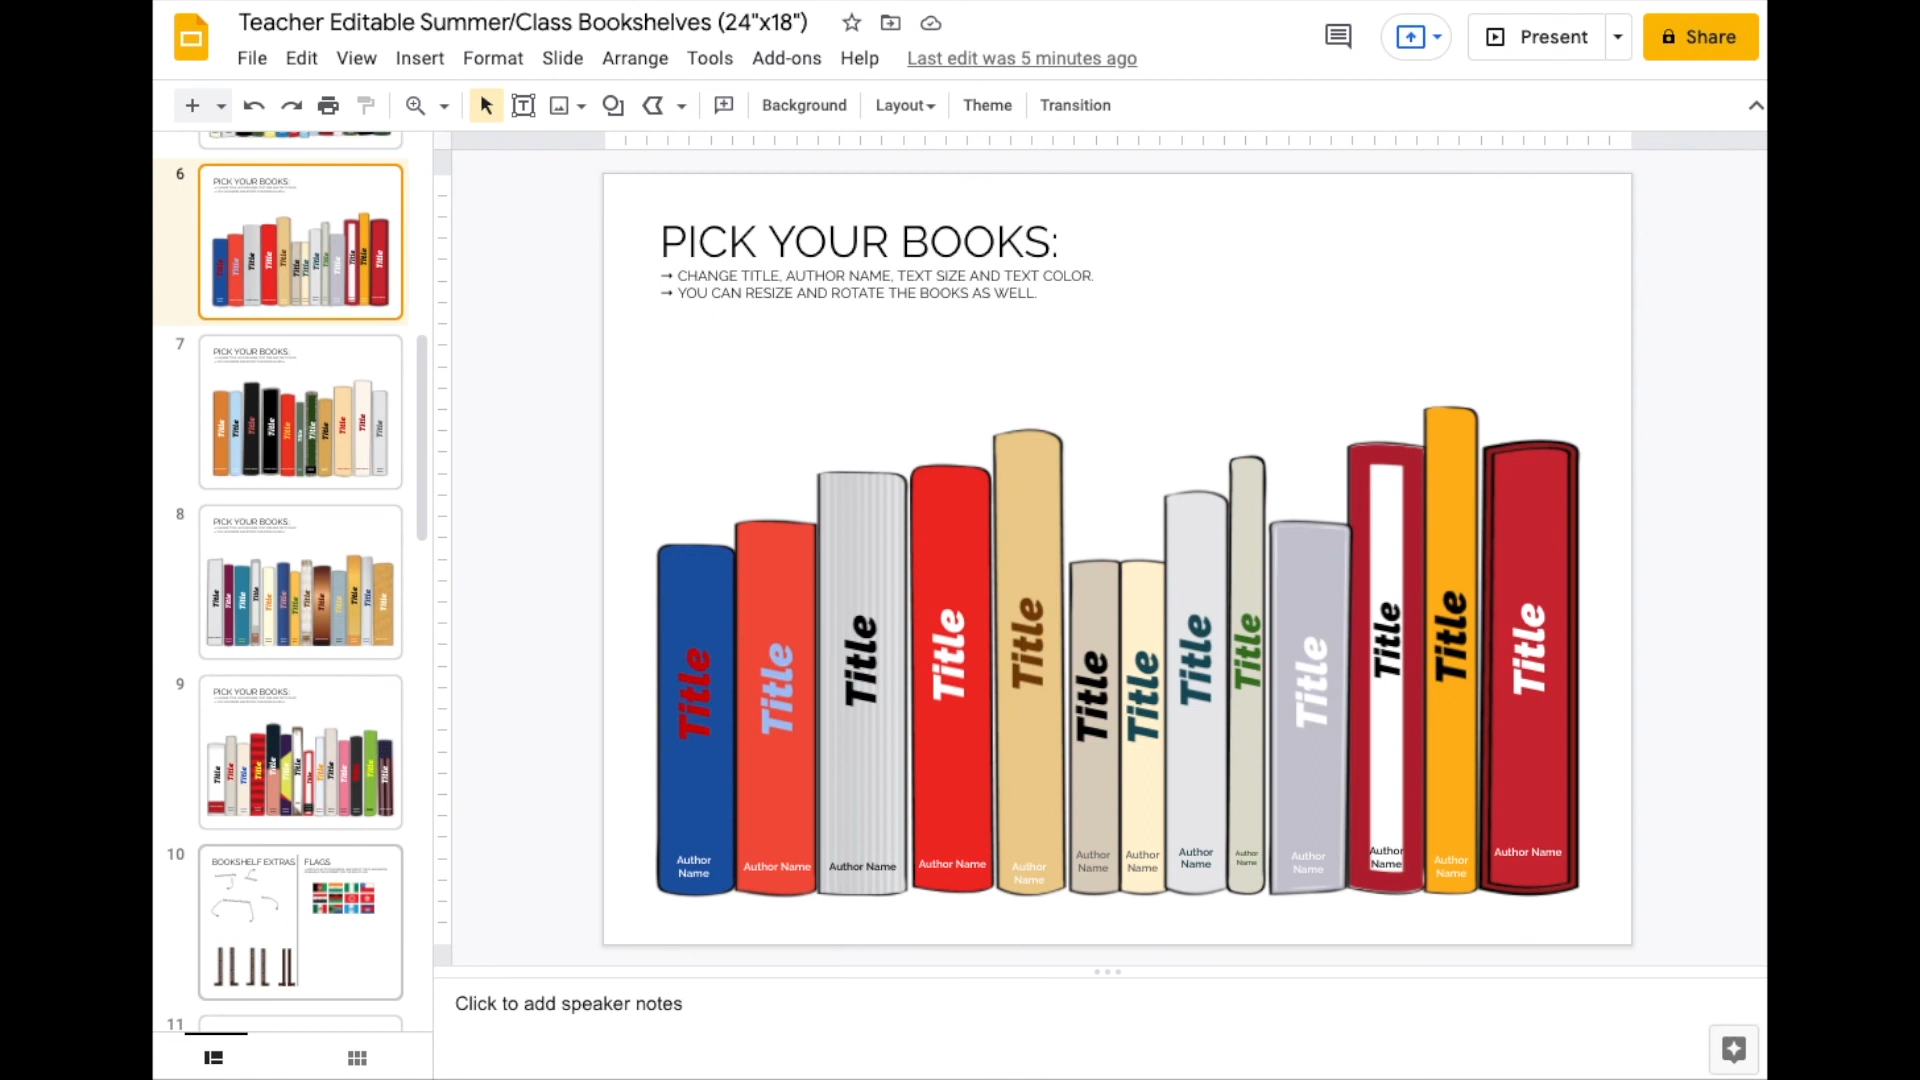 Teacher Editable Summer/Class Bookshelves (24"x18")
File Edit View Insert Format Slide Arrange Tools Add-ons Help Last edit was 5 minutes ago
Present
Share
Background Layout Theme Transition
6
PICK YOUR BOOKS:
7
PICK YOUR BOOKS:
8
PICK YOUR BOOKS:
9
PICK YOUR BOOKS:
10
BOOKSHELF EXTRAS FLAGS
11
PICK YOUR BOOKS:
→ CHANGE TITLE, AUTHOR NAME, TEXT SIZE AND TEXT COLOR.
→ YOU CAN RESIZE AND ROTATE THE BOOKS AS WELL.
Title
Author
Name
Title
Author Name
Title
Author Name
Title
Author Name
Title
Author
Name
Title
Author
Name
Title
Author
Name
Title
Author
Name
Title
Author
Name
Title
Author
Name
Title
Author
Name
Title
Author
Name
Title
Author Name
Click to add speaker notes